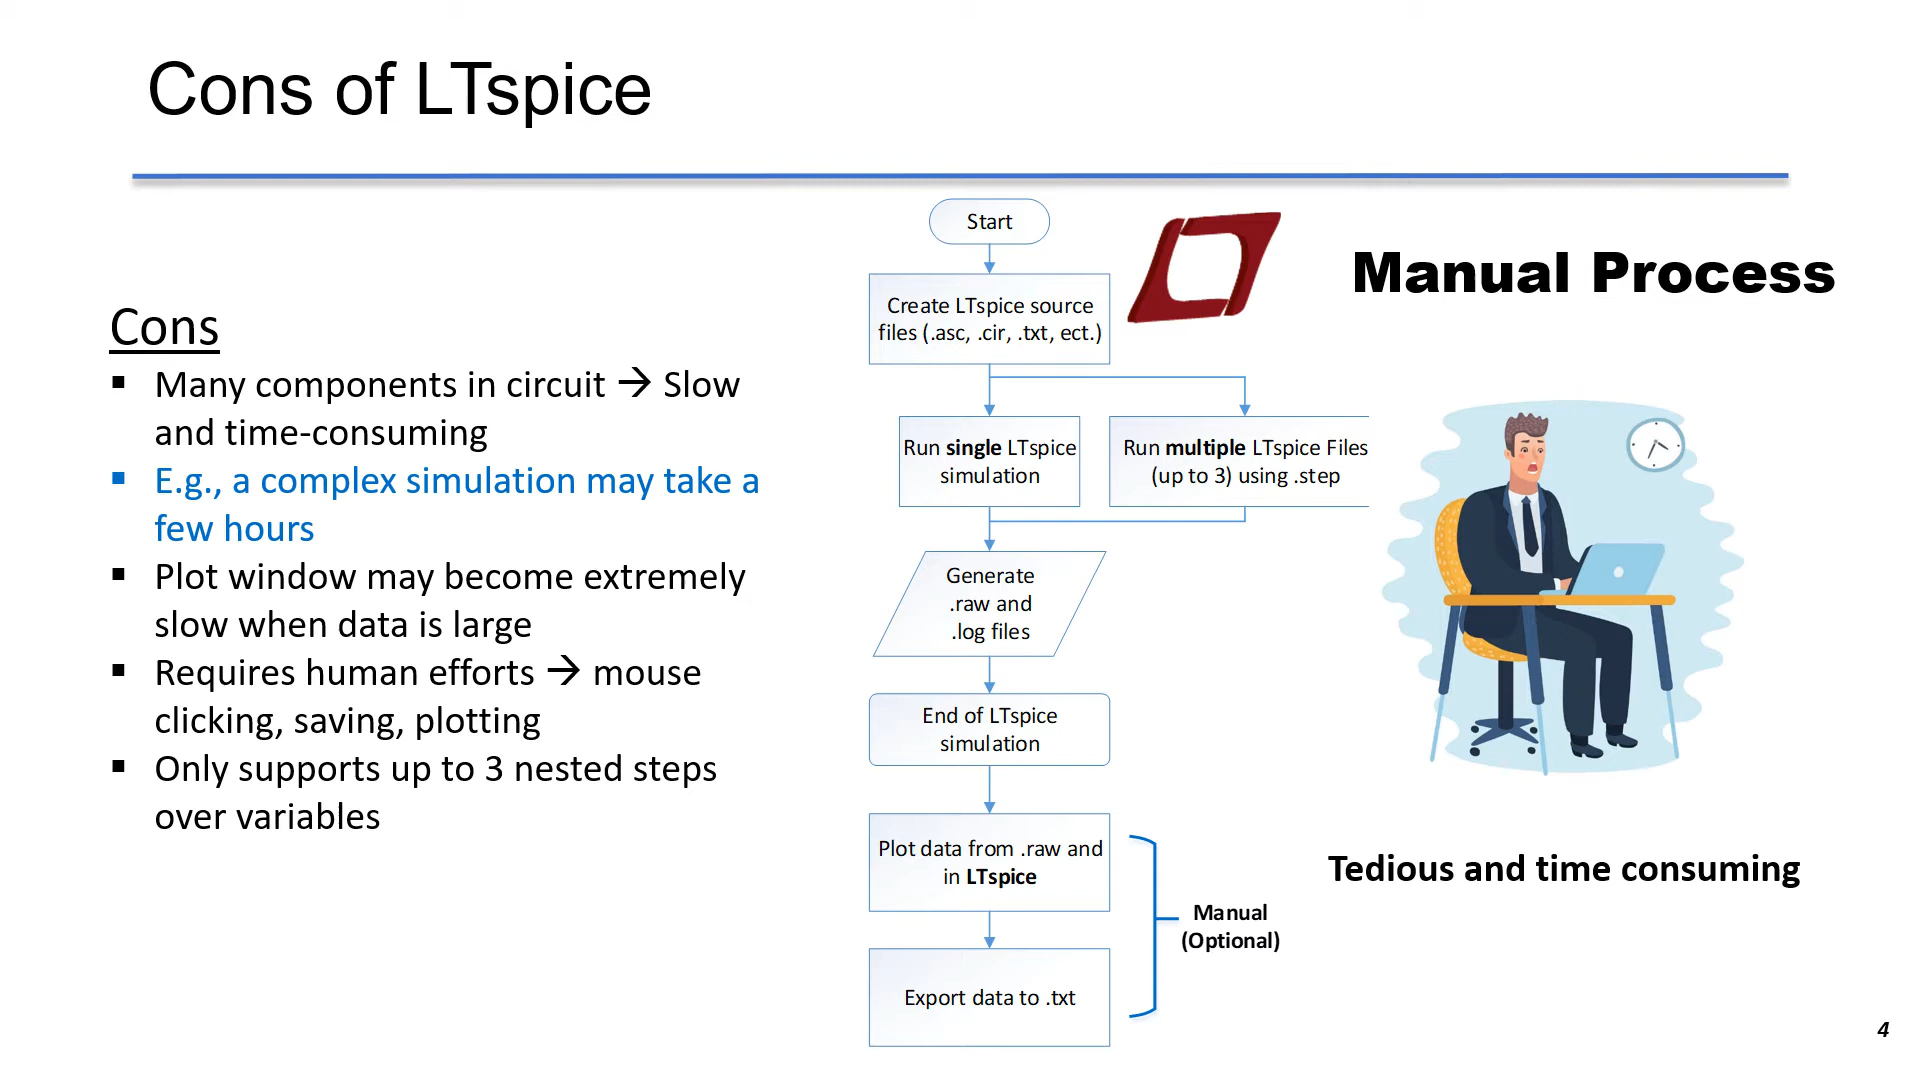 Cons of LTspice
Cons
▪ Many components in circuit → Slow
and time-consuming
▪ E.g., a complex simulation may take a
few hours
▪ Plot window may become extremely
slow when data is large
▪ Requires human efforts → mouse
clicking, saving, plotting
▪ Only supports up to 3 nested steps
over variables
Start
Create LTspice source
files (.asc, .cir, .txt, ect.)
Run single LTspice
simulation
Run multiple LTspice Files
(up to 3) using .step
Generate
.raw and
.log files
End of LTspice
simulation
Plot data from .raw and
in LTspice
Export data to .txt
Manual
(Optional)
Manual Process
Tedious and time consuming
4